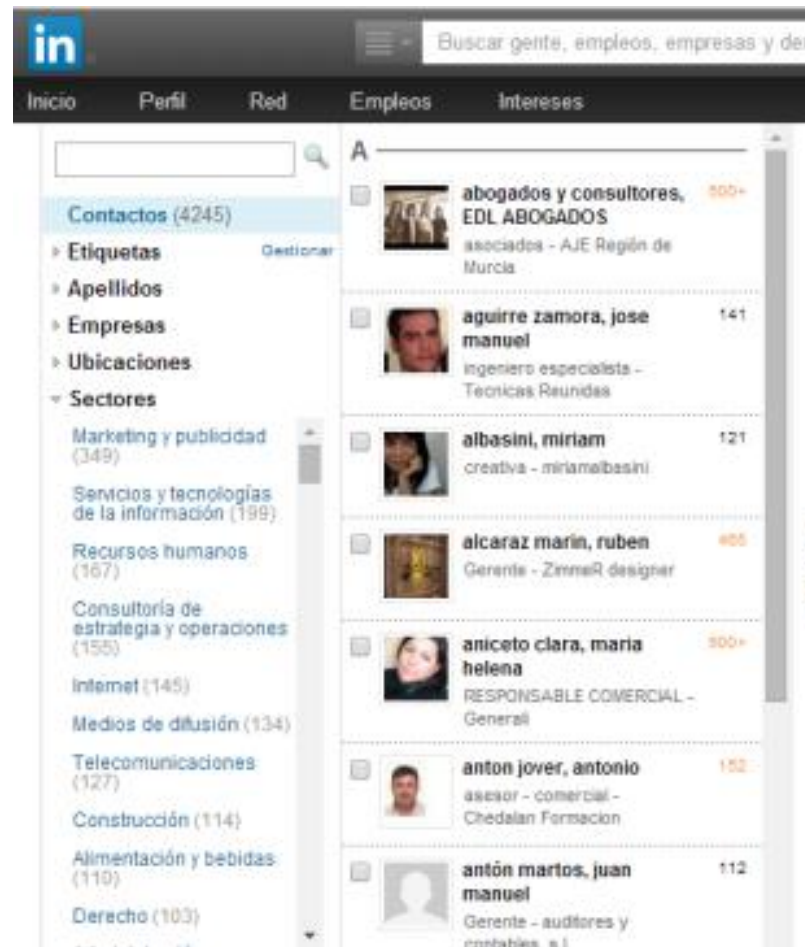 in
Buscar gente, empleos, empresas y de
Inicio Perfil Red Empleos Intereses
Contactos (4245)
Etiquetas Gestionar
Apellidos
Empresas
Ubicaciones
Sectores
Marketing y publicidad
(349)
Servicios y tecnologías
de la información (199)
Recursos humanos
(167)
Consultoría de
estrategia y operaciones
(155)
Internet (145)
Medios de difusión (134)
Telecomunicaciones
(127)
Construcción (114)
Alimentación y bebidas
(110)
Derecho (103)
A
abogados y consultores, 500+
EDL ABOGADOS
asociados - AJE Región de
Murcia
aguirre zamora, jose 141
manuel
ingeniero especialista -
Tecnicas Reunidas
albasini, miriam 121
creativa - miriamalbasini
alcaraz marin, ruben
Gerente - ZimmeR designer
aniceto clara, maria 500+
helena
RESPONSABLE COMERCIAL -
Generali
anton jover, antonio 152
asesor - comercial -
Chedalan Formacion
antón martos, juan 112
manuel
Gerente - auditores y
contables, s.l